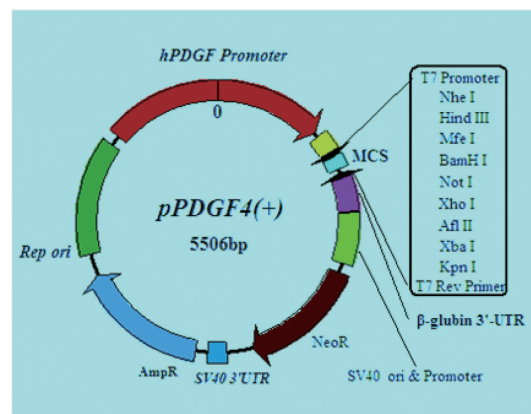 hPDGF Promoter
0
T7 Promoter
Nhe I
Hind III
Mfe I
BamH I
Not I
Xho I
Afl II
Xba I
Kpn I
T7 Rev Primer
MCS
pPDGF4(+)
5506bp
Rep ori
β-glubin 3'-UTR
NeoR
AmpR
SV40 3'UTR
SV40 ori & Promoter